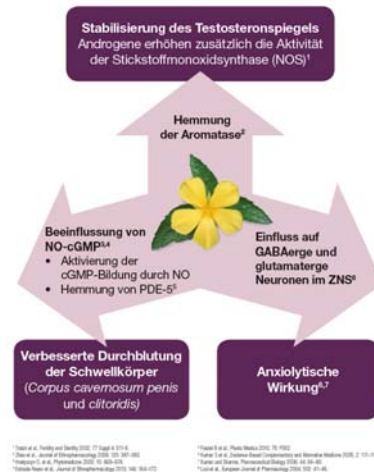 Stabilisierung des Testosteronspiegels
Androgene erhöhen zusätzlich die Aktivität
der Stickstoffmonoxidsynthase (NOS)¹
Hemmung
der Aromatase²
Beeinflussung von
NO-cGMP³,⁴
• Aktivierung der
cGMP-Bildung durch NO
• Hemmung von PDE-5⁵
Einfluss auf
GABAerge und
glutamaterge
Neuronen im ZNS⁶
Verbesserte Durchblutung
der Schwellkörper
(Corpus cavernosum penis
und clitoridis)
Anxiolytische
Wirkung⁶,⁷